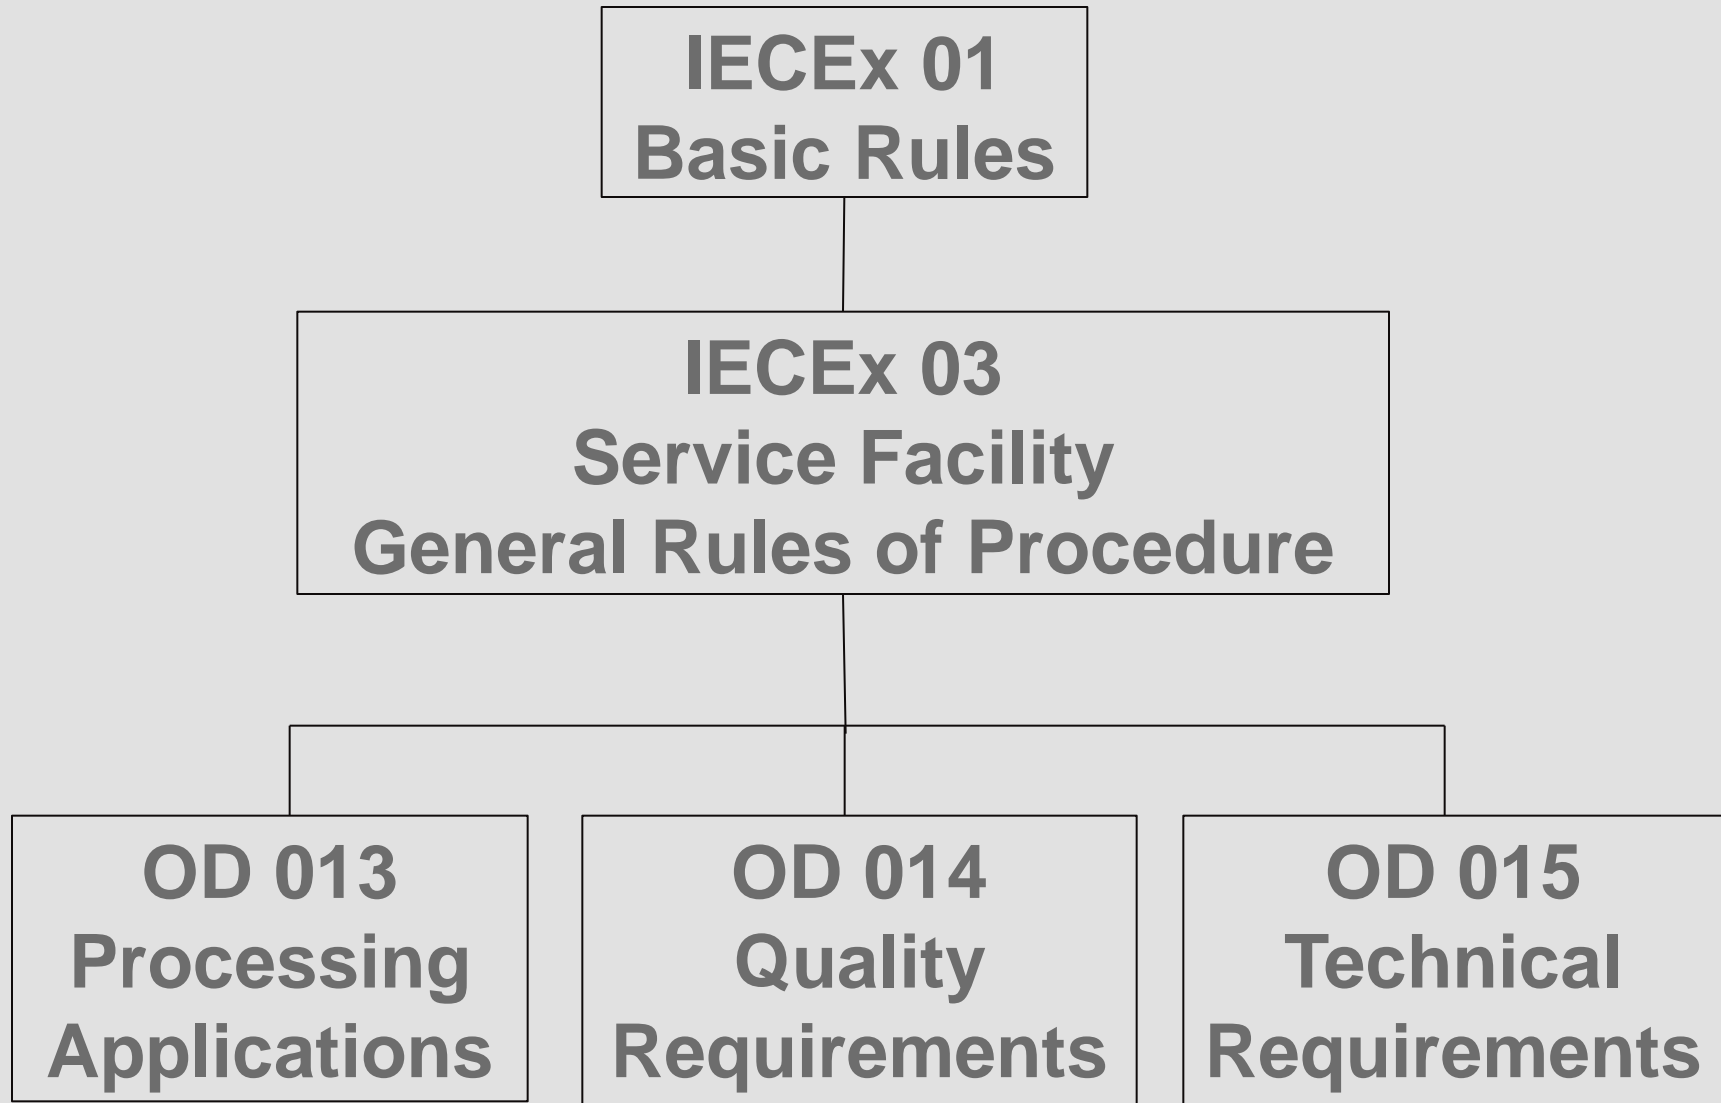 IECEx 01
Basic Rules
IECEx 03
Service Facility
General Rules of Procedure
OD 013
Processing
Applications
OD 014
Quality
Requirements
OD 015
Technical
Requirements